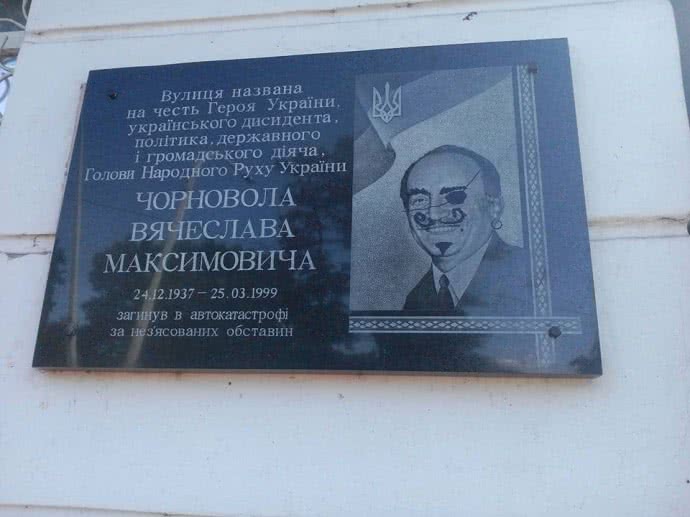 Вулиця названа
на честь Героя України,
українського дисидента,
політика, державного
і громадського діяча,
Голови Народного Руху України
ЧОРНОВОЛА
ВЯЧЕСЛАВА
МАКСИМОВИЧА
24.12.1937 – 25.03.1999
загинув в автокатастрофі
за нез'ясованих обставин